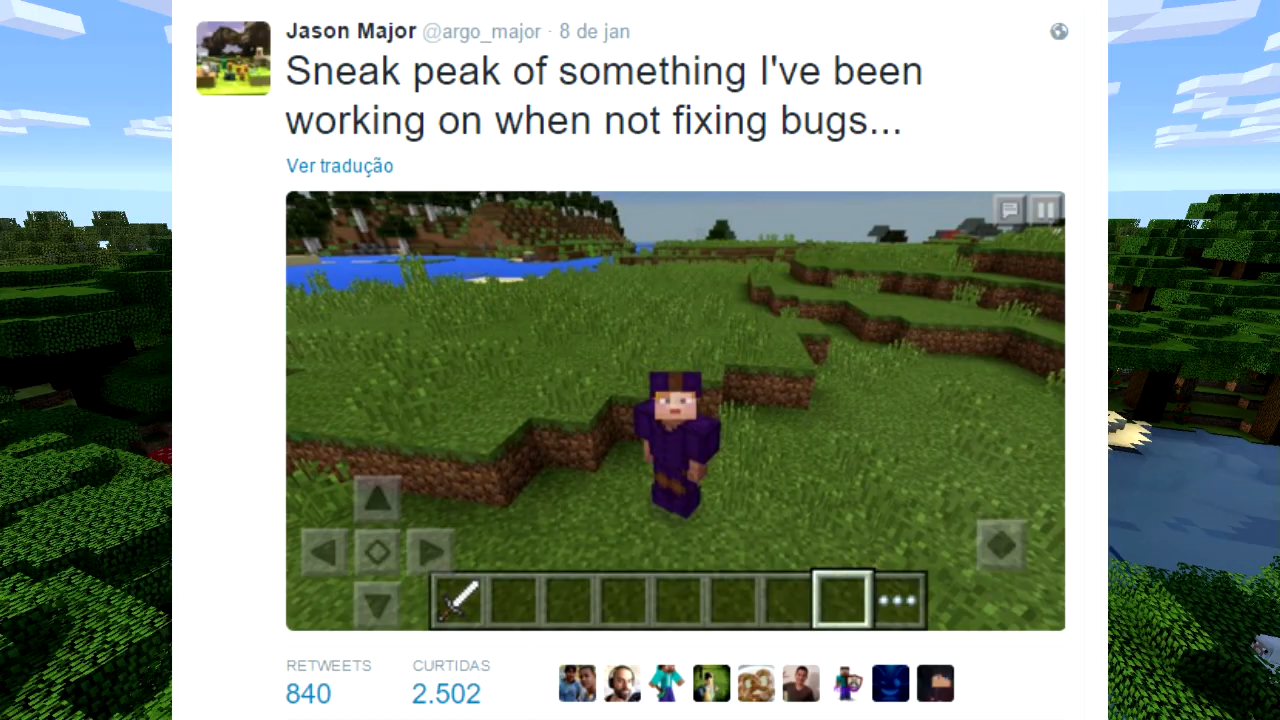 Jason Major @argo_major · 8 de jan
Sneak peak of something I've been
working on when not fixing bugs...
Ver tradução
RETWEETS CURTIDAS
840 2.502